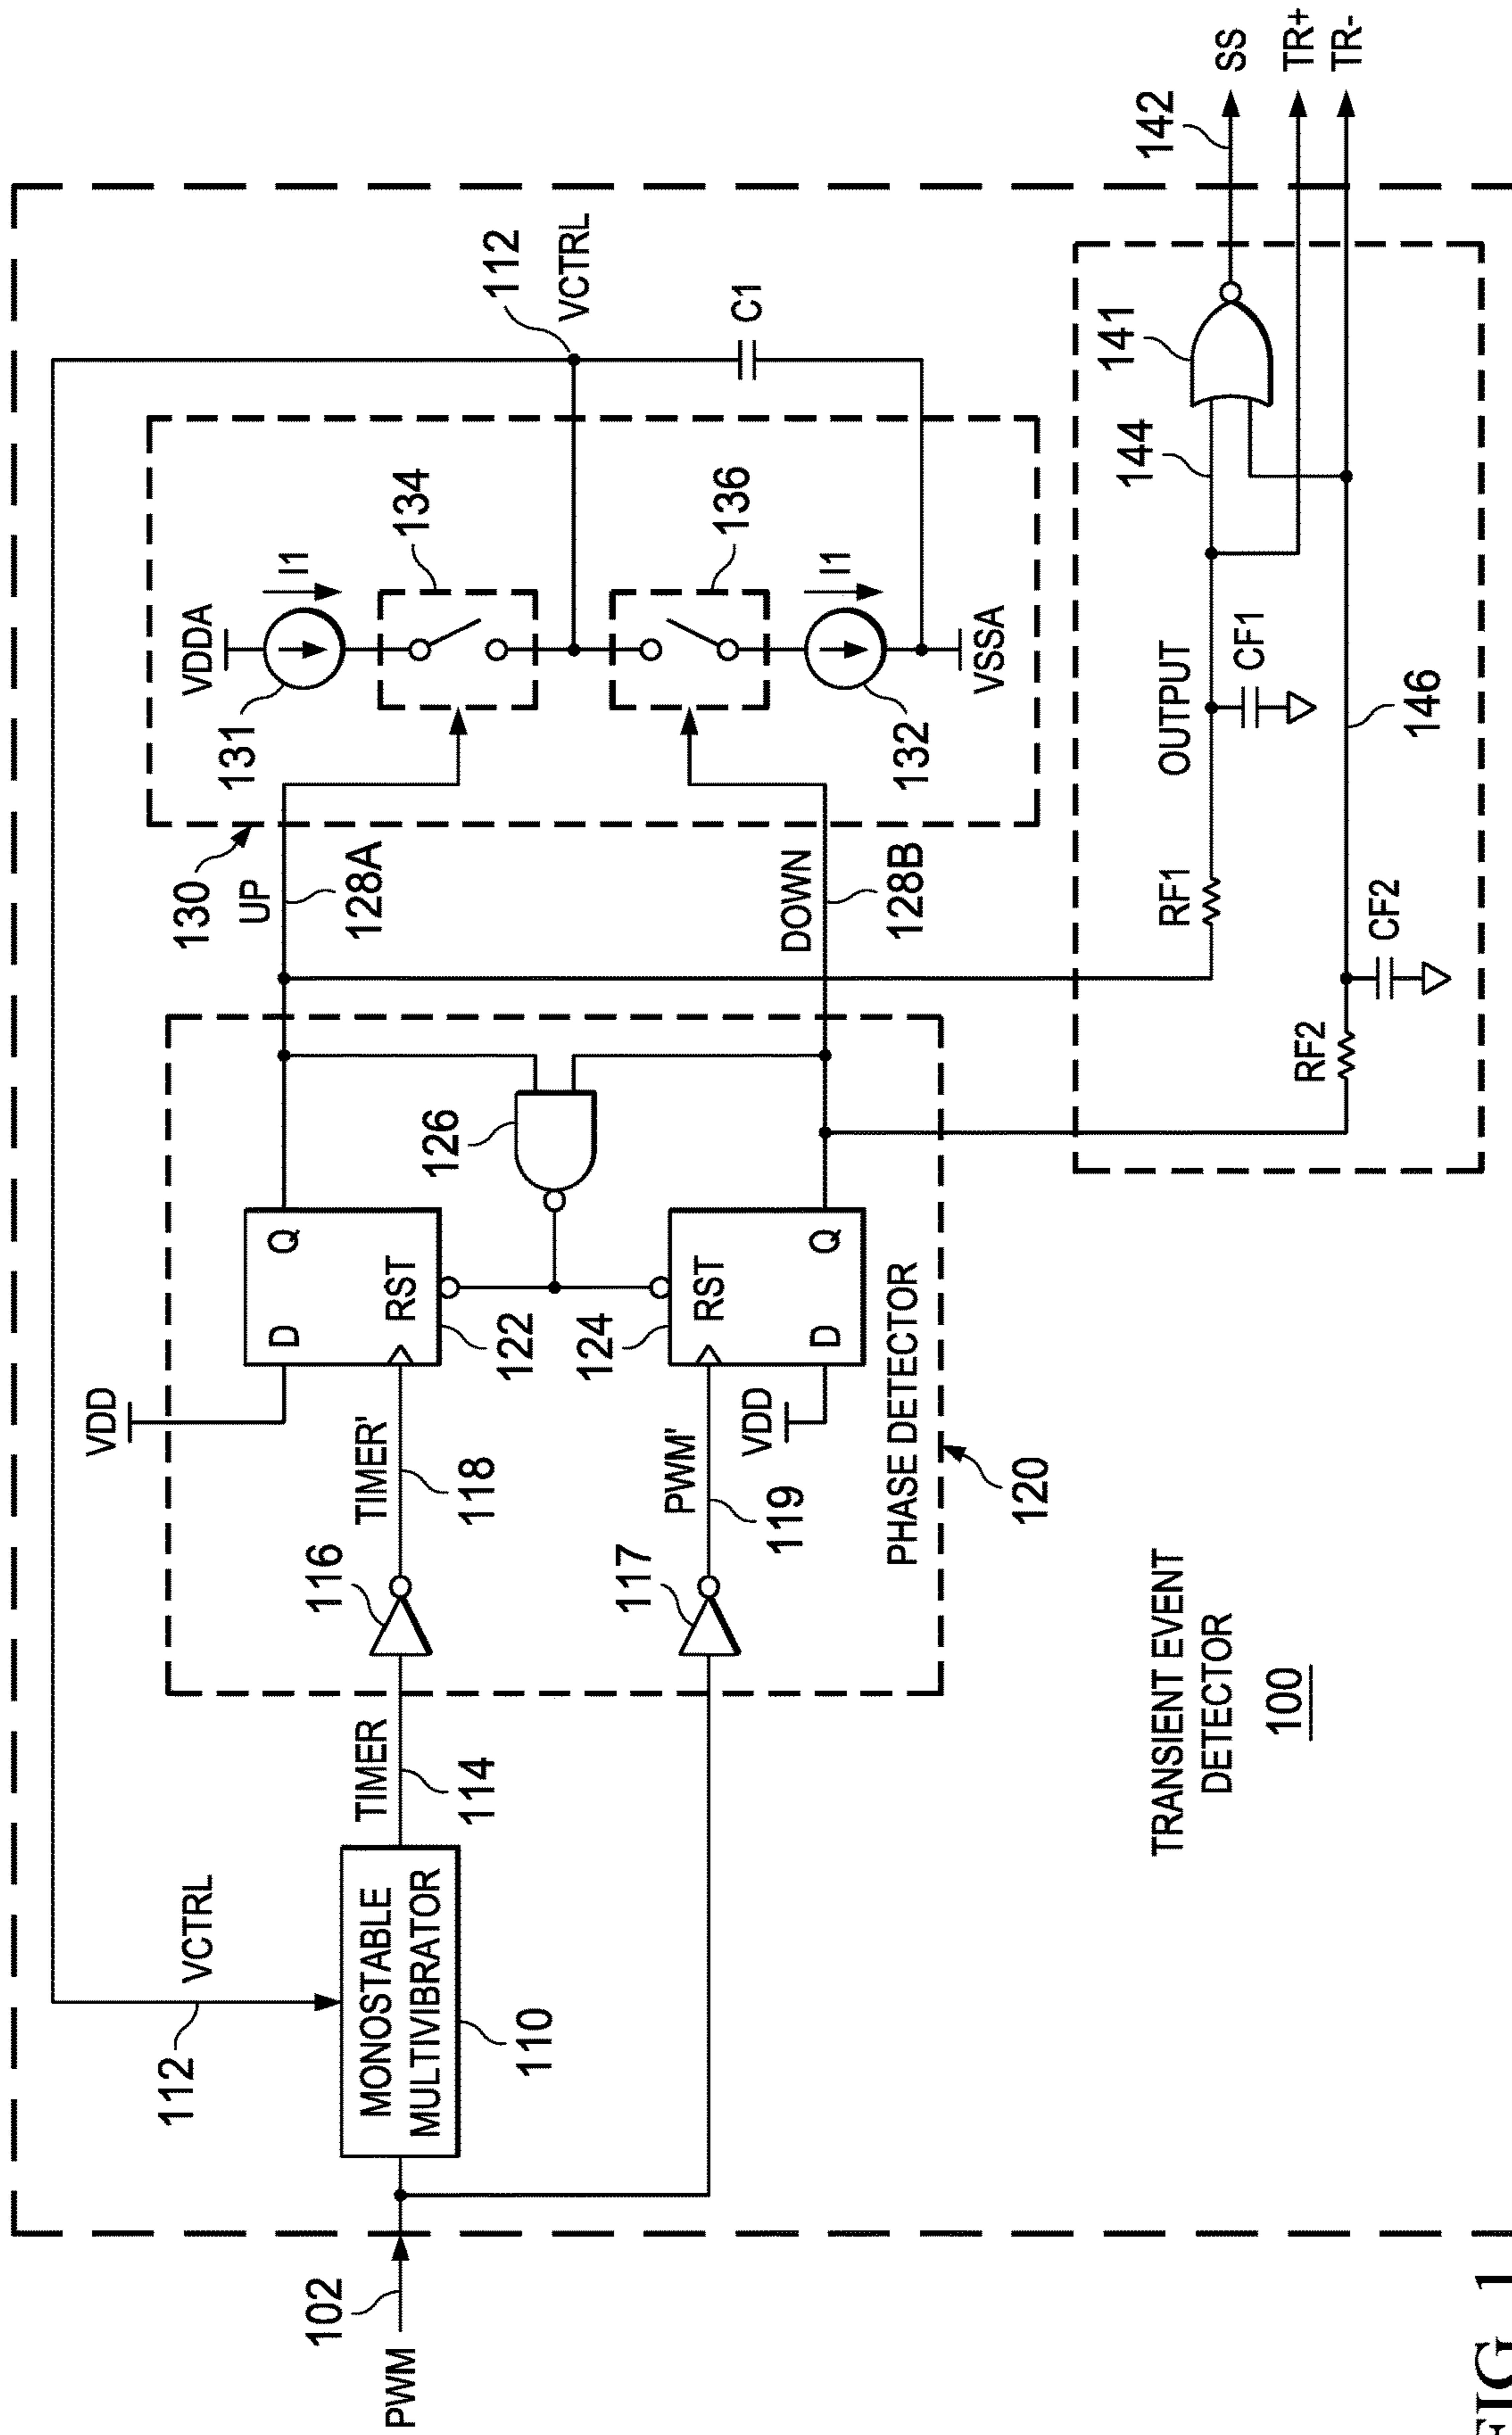 PWM
102
112
VCTRL
MONOSTABLE
MULTIVIBRATOR
110
TIMER
114
116
TIMER'
118
117
PWM'
119
VDD
D
Q
RST
122
126
124
RST
D
Q
VDD
PHASE DETECTOR
120
130
UP
128A
DOWN
128B
VDDA
131
I1
134
136
I1
132
VSSA
112
VCTRL
C1
RF1
OUTPUT
CF1
144
141
142
RF2
CF2
146
SS
TR+
TR-
TRANSIENT EVENT
DETECTOR
100
FIG. 1